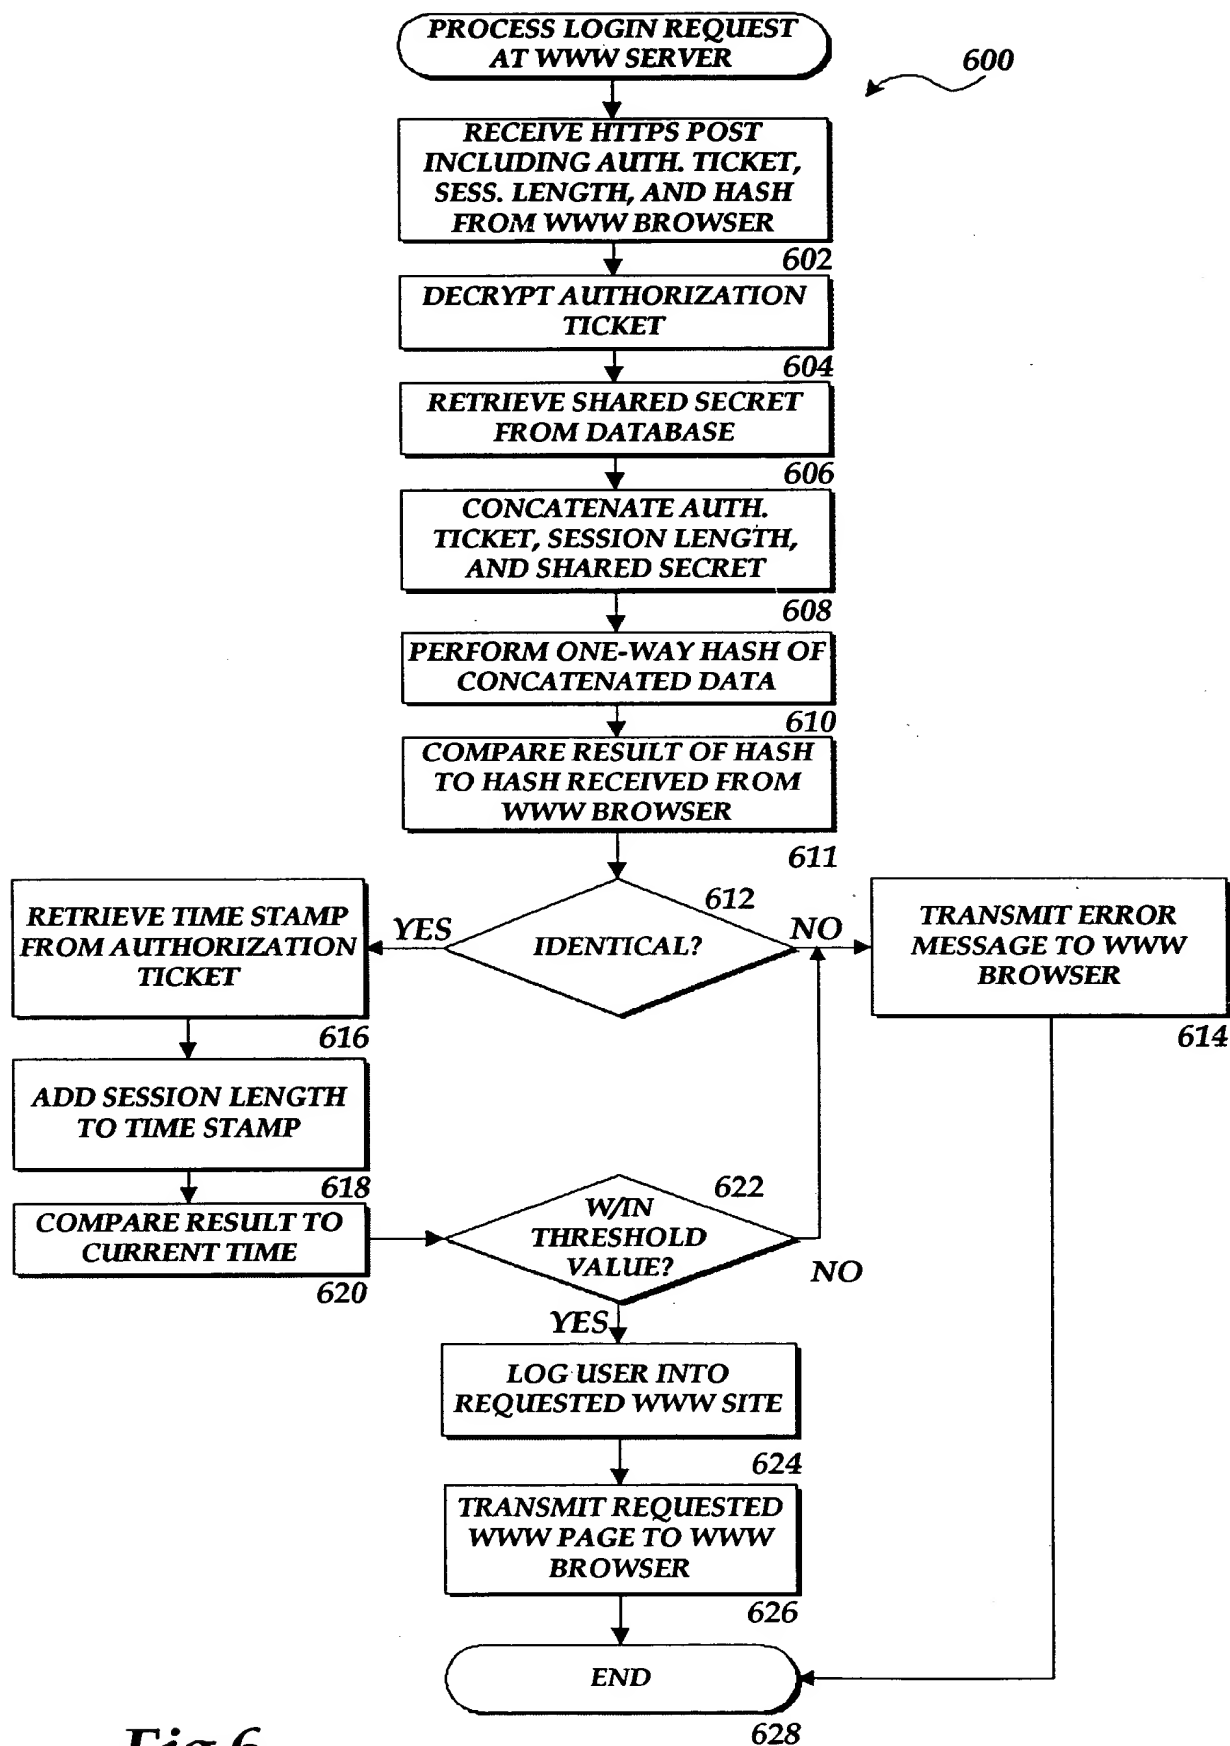 PROCESS LOGIN REQUEST
AT WWW SERVER
600
RECEIVE HTTPS POST
INCLUDING AUTH. TICKET,
SESS. LENGTH, AND HASH
FROM WWW BROWSER
602
DECRYPT AUTHORIZATION
TICKET
604
RETRIEVE SHARED SECRET
FROM DATABASE
606
CONCATENATE AUTH.
TICKET, SESSION LENGTH,
AND SHARED SECRET
608
PERFORM ONE-WAY HASH OF
CONCATENATED DATA
610
COMPARE RESULT OF HASH
TO HASH RECEIVED FROM
WWW BROWSER
611
612
IDENTICAL?
YES
NO
RETRIEVE TIME STAMP
FROM AUTHORIZATION
TICKET
616
TRANSMIT ERROR
MESSAGE TO WWW
BROWSER
614
ADD SESSION LENGTH
TO TIME STAMP
618
COMPARE RESULT TO
CURRENT TIME
620
622
W/IN
THRESHOLD
VALUE?
NO
YES
LOG USER INTO
REQUESTED WWW SITE
624
TRANSMIT REQUESTED
WWW PAGE TO WWW
BROWSER
626
END
628
Fig.6.